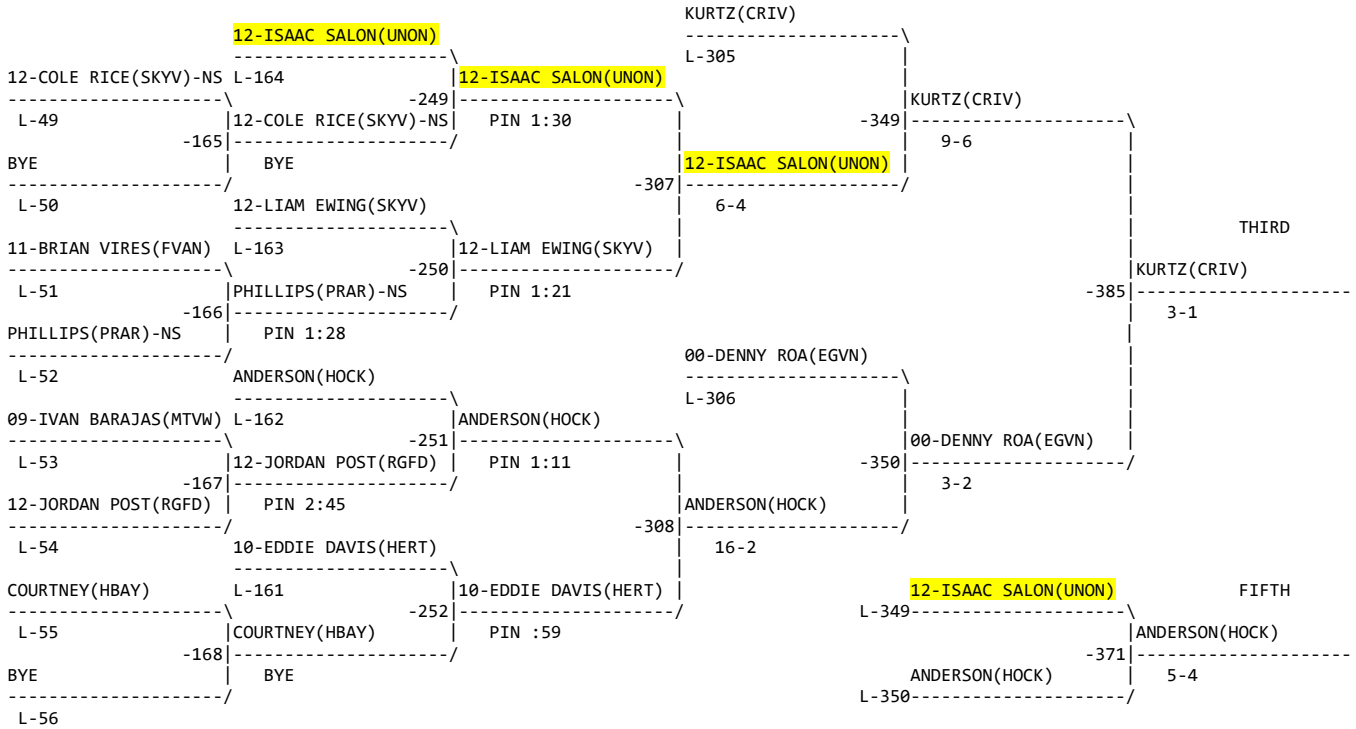 KURTZ(CRIV)
12-ISAAC SALON(UNON)
L-305
12-COLE RICE(SKYV)-NS L-164 12-ISAAC SALON(UNON)
-249 KURTZ(CRIV)
L-49 12-COLE RICE(SKYV)-NS PIN 1:30 -349
-165 9-6
BYE BYE 12-ISAAC SALON(UNON)
-307
L-50 12-LIAM EWING(SKYV) 6-4
THIRD
11-BRIAN VIRES(FVAN) L-163 12-LIAM EWING(SKYV)
-250 KURTZ(CRIV)
L-51 PHILLIPS(PRAR)-NS PIN 1:21 -385
-166 3-1
PHILLIPS(PRAR)-NS PIN 1:28
00-DENNY ROA(EGVN)
L-52 ANDERSON(HOCK)
L-306
09-IVAN BARAJAS(MTVW) L-162 ANDERSON(HOCK)
-251 00-DENNY ROA(EGVN)
L-53 12-JORDAN POST(RGFD) PIN 1:11 -350
-167 3-2
12-JORDAN POST(RGFD) PIN 2:45 ANDERSON(HOCK)
-308
L-54 10-EDDIE DAVIS(HERT) 16-2
COURTNEY(HBAY) L-161 10-EDDIE DAVIS(HERT) 12-ISAAC SALON(UNON) FIFTH
-252 L-349
L-55 COURTNEY(HBAY) PIN :59 ANDERSON(HOCK)
-168 -371
BYE BYE ANDERSON(HOCK) 5-4
L-350
L-56